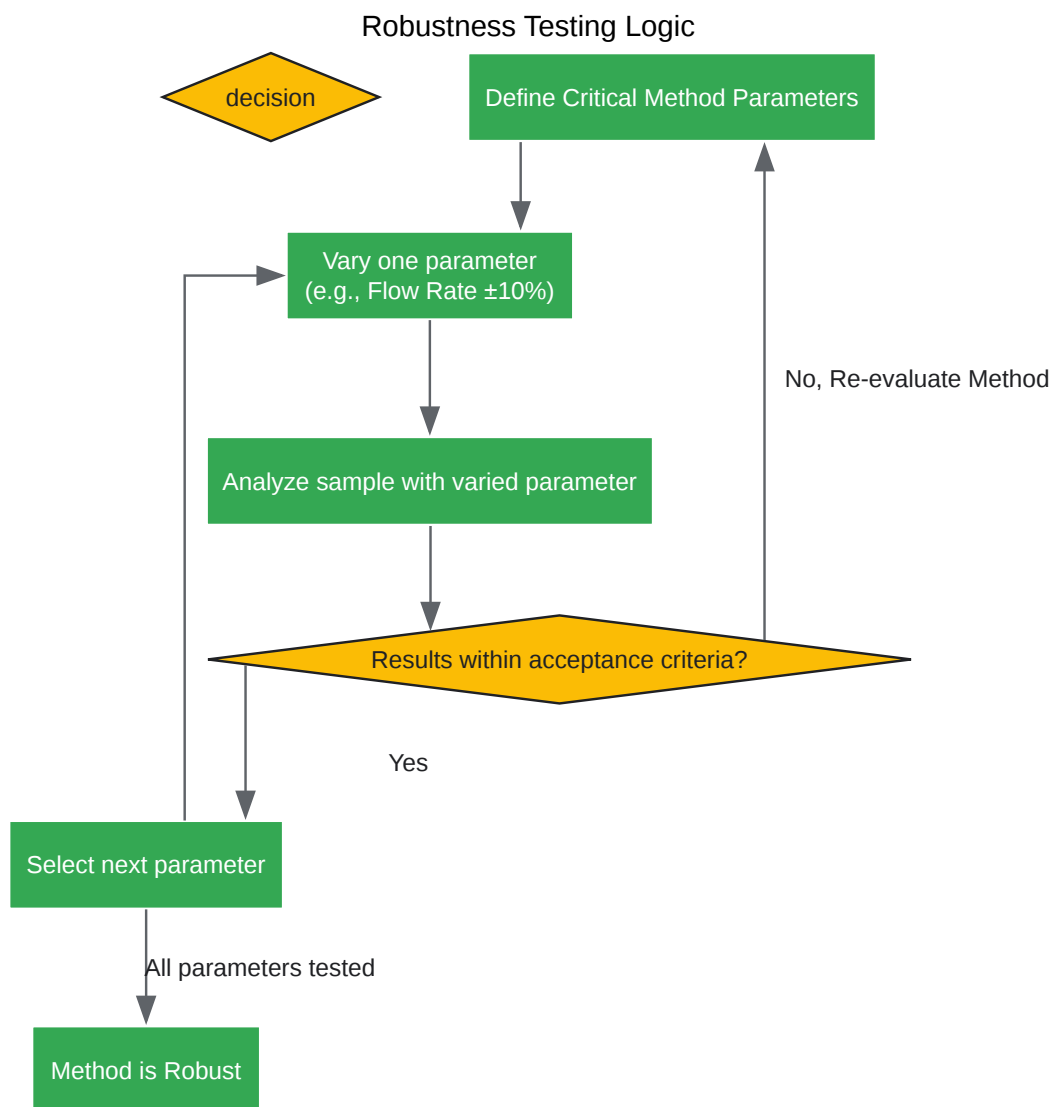 Robustness Testing Logic
decision
Define Critical Method Parameters
Vary one parameter
(e.g., Flow Rate ±10%)
No, Re-evaluate Method
Analyze sample with varied parameter
Results within acceptance criteria?
Yes
Select next parameter
All parameters tested
Method is Robust